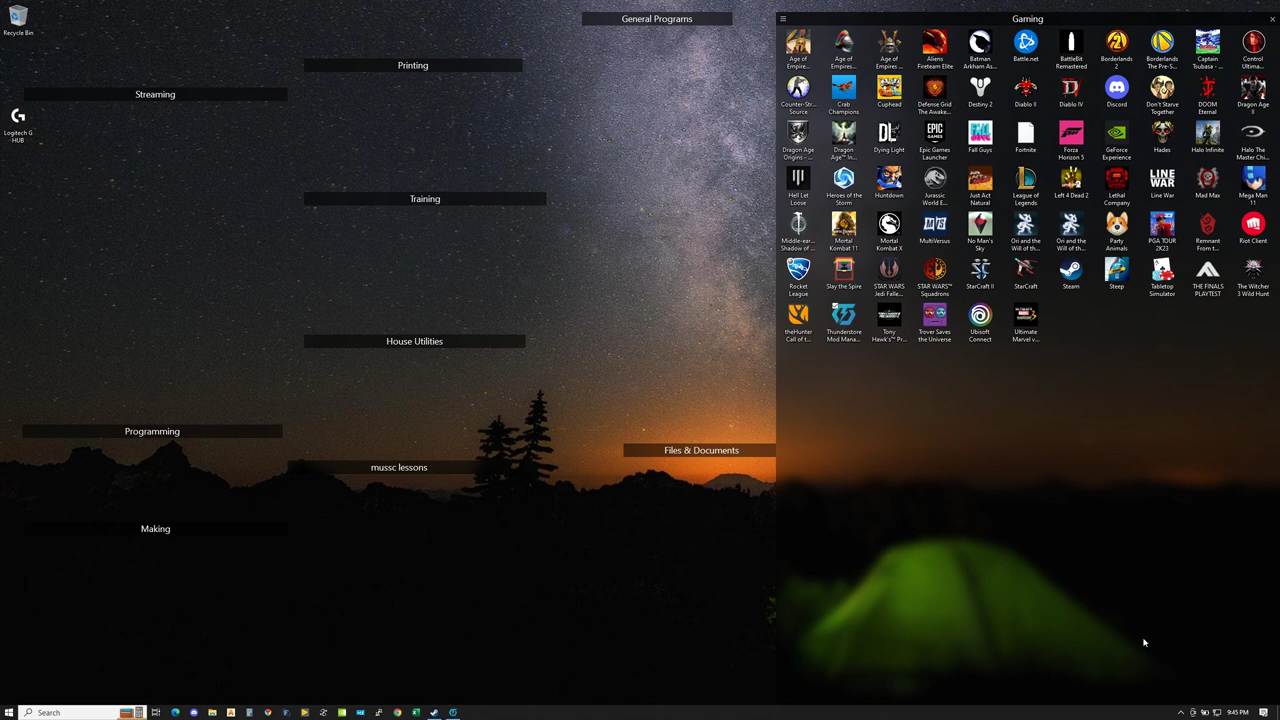 General Programs
Gaming
Recycle Bin
Printing
Streaming
Logitech G
HUB
Training
House Utilities
Programming
mussc lessons
Files & Documents
Making
Age of
Empire...
Age of
Empires...
Age of
Empires ...
Aliens
Fireteam Elite
Batman
Arkham As...
Battle.net
BattleBit
Remastered
Borderlands
2
Borderlands
The Pre-S...
Captain
Tsubasa - ...
Control
Ultima...
Counter-Str...
Source
Crab
Champions
Cuphead
Defense Grid
The Awake...
Destiny 2
Diablo II
Diablo IV
Discord
Don't Starve
Together
DOOM
Eternal
Dragon Age
II
Dragon Age
Origins - ...
Dragon
Age™ In...
Dying Light
Epic Games
Launcher
Fall Guys
Fortnite
Forza
Horizon 5
GeForce
Experience
Hades
Halo Infinite
Halo The
Master Chi...
Hell Let
Loose
Heroes of the
Storm
Huntdown
Jurassic
World E...
Just Act
Natural
League of
Legends
Left 4 Dead 2
Lethal
Company
LINE
WAR
Line War
Mad Max
Mega Man
11
Middle-ear...
Shadow of ...
Mortal
Kombat 11
Mortal
Kombat X
MultiVersus
No Man's
Sky
Ori and the
Will of th...
Ori and the
Will of th...
Party
Animals
PGA TOUR
2K23
Remnant
From t...
Riot Client
Rocket
League
Slay the Spire
STAR WARS
Jedi Falle...
STAR WARS™
Squadrons
StarCraft II
StarCraft
Steam
Steep
Tabletop
Simulator
THE FINALS
PLAYTEST
The Witcher
3 Wild Hunt
theHunter
Call of t...
Thunderstore
Mod Mana...
Tony
Hawk's™ Pr...
Trover Saves
the Universe
Ubisoft
Connect
Ultimate
Marvel v...
Search
9:45 PM